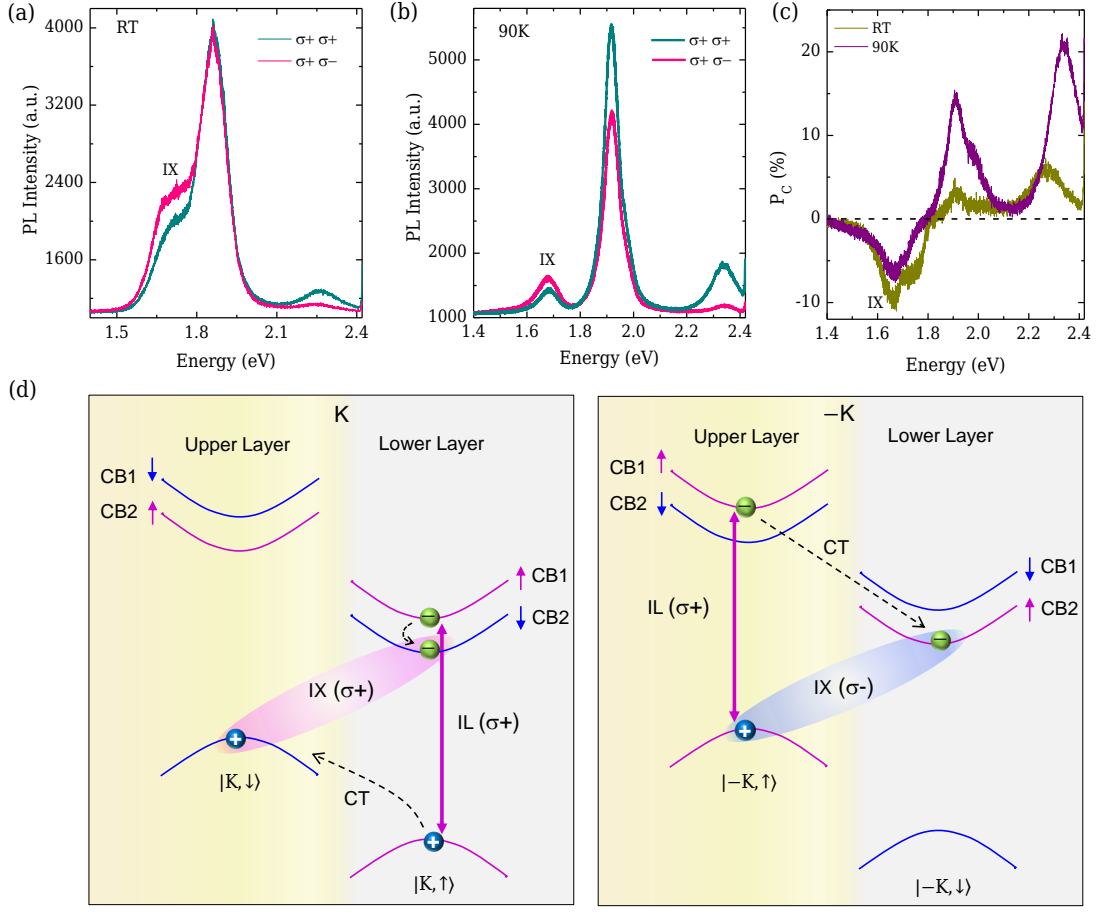 (a)
RT
σ+ σ+
σ+ σ−
IX
PL Intensity (a.u.)
4000
3200
2400
1600
1.5
1.8
2.1
2.4
Energy (eV)
(b)
90K
σ+ σ+
σ+ σ−
IX
PL Intensity (a.u.)
5000
4000
3000
2000
1000
1.4
1.6
1.8
2.0
2.2
2.4
Energy (eV)
(c)
RT
90K
IX
P_C (%)
20
10
0
-10
1.4
1.6
1.8
2.0
2.2
2.4
Energy (eV)
(d)
K
Upper Layer
Lower Layer
CB1
CB2
CB1
CB2
IX (σ+)
IL (σ+)
CT
|K,↓⟩
|K,↑⟩
−K
Upper Layer
Lower Layer
CB1
CB2
CT
CB1
CB2
IL (σ+)
IX (σ-)
|−K,↑⟩
|−K,↓⟩